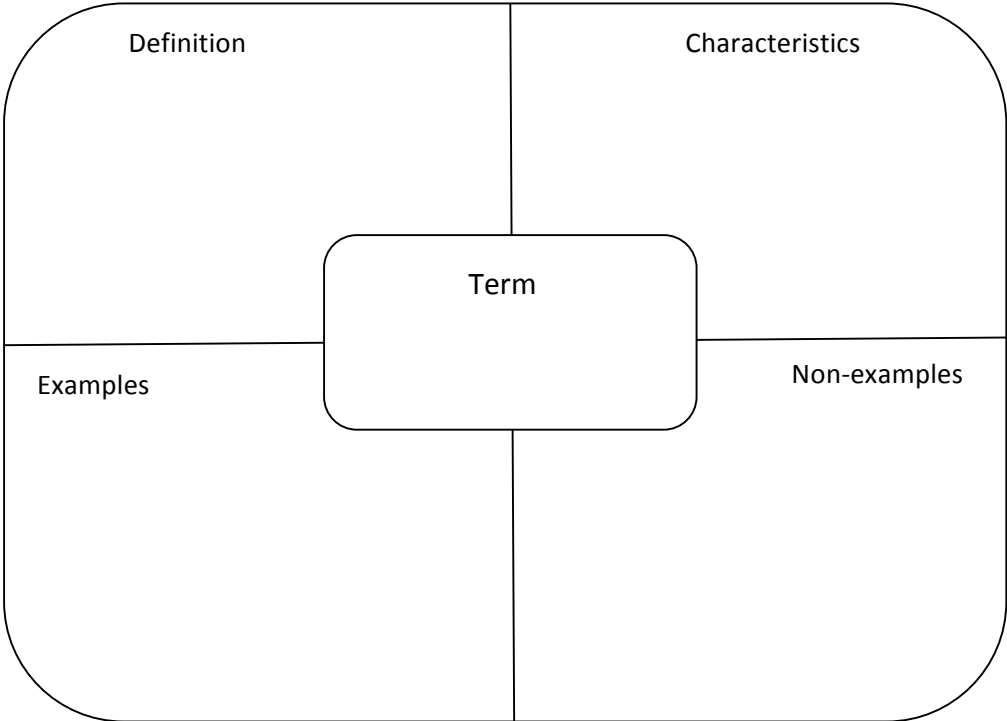 Definition
Characteristics
Term
Examples
Non-examples